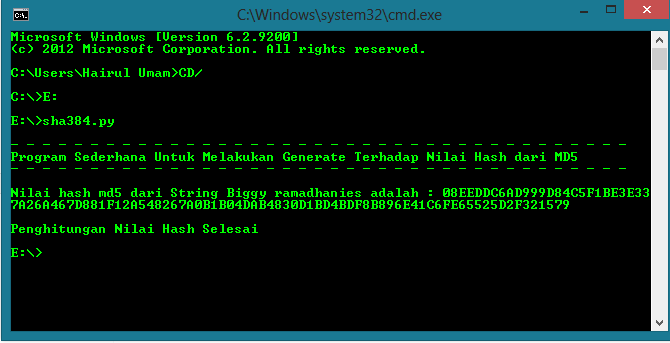 C:\Windows\system32\cmd.exe
Microsoft Windows [Version 6.2.9200]
(c) 2012 Microsoft Corporation. All rights reserved.
C:\Users\Hairul Umam>CD/
C:\>E:
E:\>sha384.py
- - - - - - - - - - - - - - - - - - - - - - - - - - - - - - - - - - - - - - -
Program Sederhana Untuk Melakukan Generate Terhadap Nilai Hash dari MD5
- - - - - - - - - - - - - - - - - - - - - - - - - - - - - - - - - - - - - - -
Nilai hash md5 dari String Biggy ramadhanies adalah : 08EEDDC6AD999D84C5F1BE3E33
7A26A467D881F12A548267A0B1B04DAB4830D1BD4BDF8B896E41C6FE65525D2F321579
Penghitungan Nilai Hash Selesai
E:\>